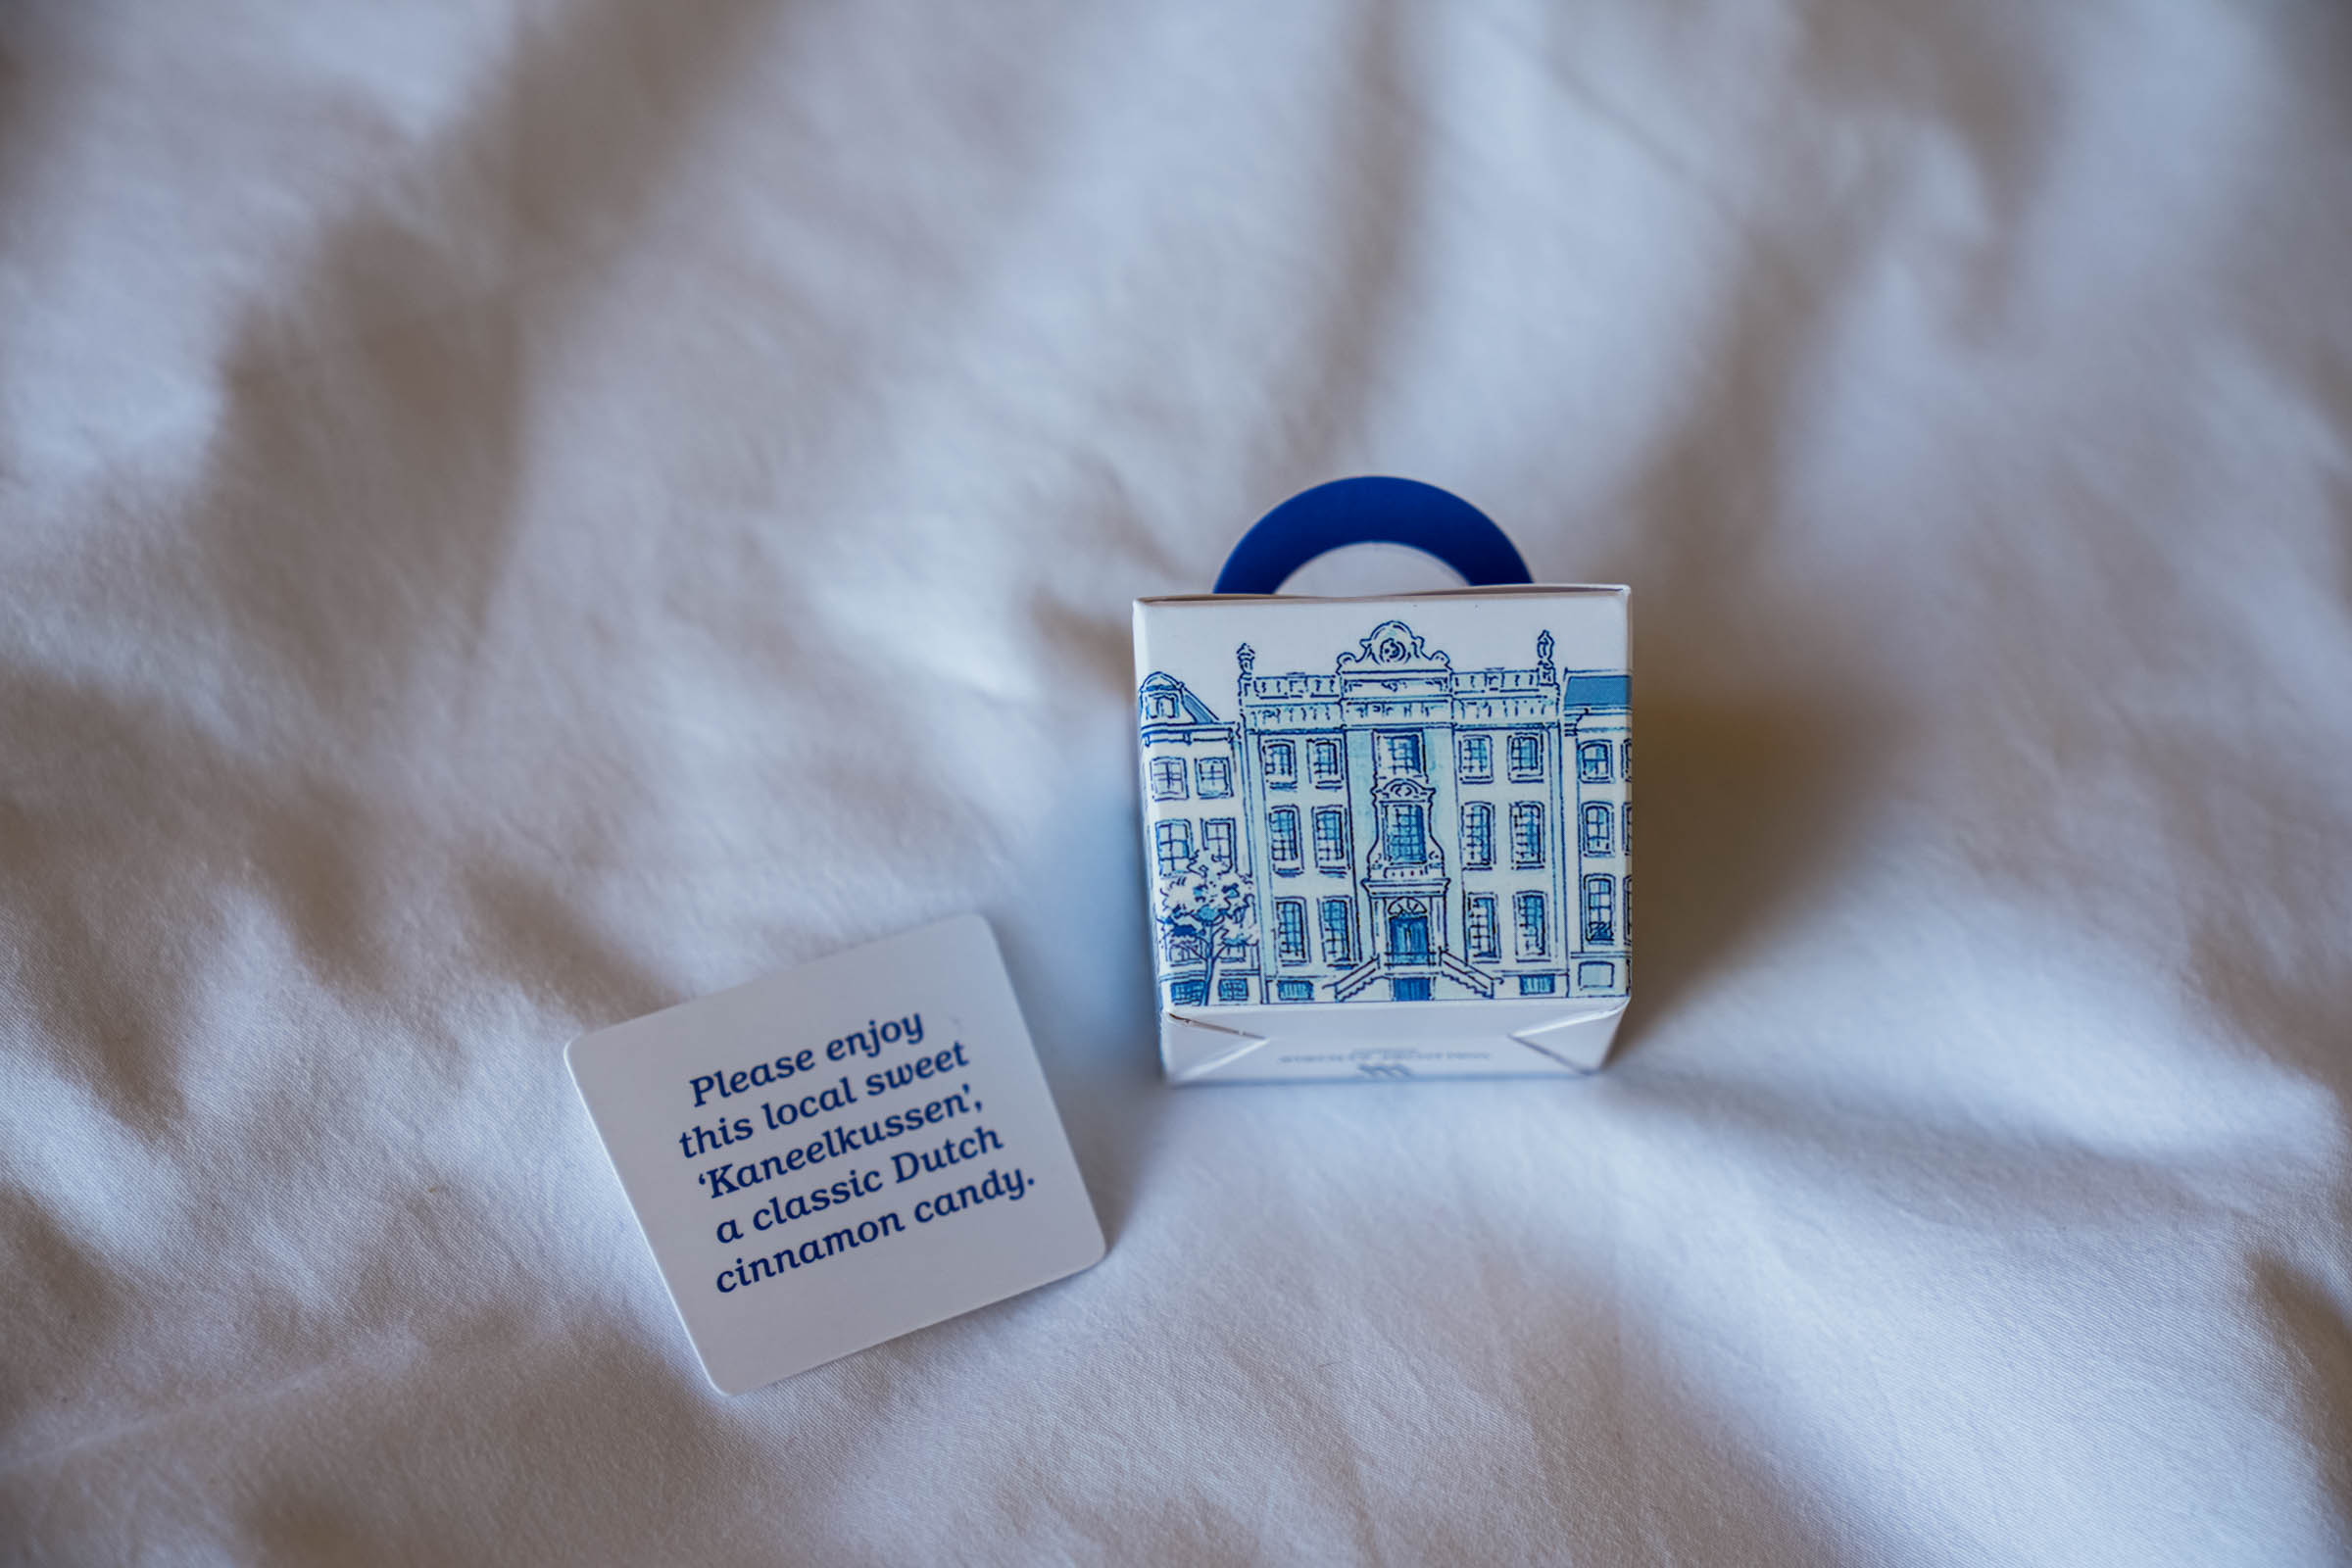 Please enjoy
this local sweet
‘Kaneelkussen’,
a classic Dutch
cinnamon candy.